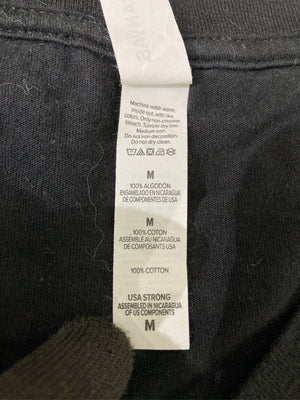 Machine wash warm,
inside out, with like
colors. Only non-chlorine
bleach. Tumble dry low.
Medium iron.
Do not iron decoration.
Do not dry clean.
M
100% ALGODÓN
ENSAMBLADO EN NICARAGUA
DE COMPONENTES DE USA
M
100% COTON
ASSEMBLÉ AU NICARAGUA
DE COMPOSANTS USA
100% COTTON
USA STRONG
ASSEMBLED IN NICARAGUA
OF US COMPONENTS
M